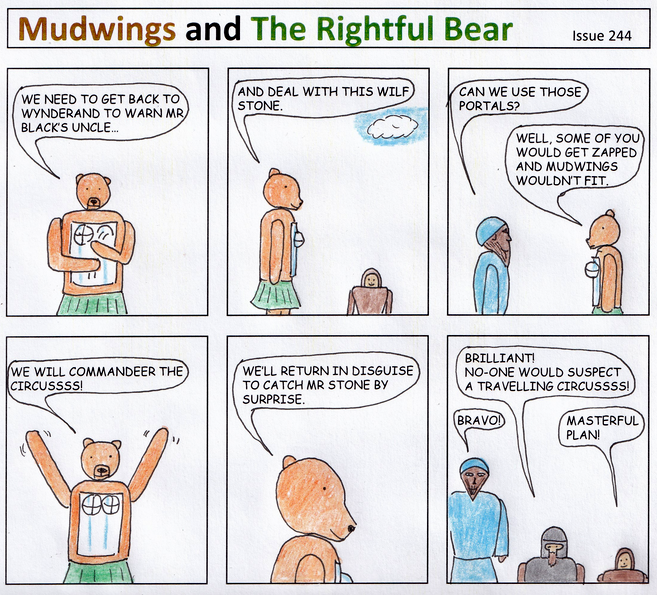 Mudwings and The Rightful Bear
Issue 244
WE NEED TO GET BACK TO
WYNDERAND TO WARN MR
BLACK'S UNCLE...
AND DEAL WITH THIS WILF
STONE.
CAN WE USE THOSE
PORTALS?
WELL, SOME OF YOU
WOULD GET ZAPPED
AND MUDWINGS
WOULDN'T FIT.
WE WILL COMMANDEER THE
CIRCUSSSS!
WE'LL RETURN IN DISGUISE
TO CATCH MR STONE BY
SURPRISE.
BRILLIANT!
NO-ONE WOULD SUSPECT
A TRAVELLING CIRCUSSSS!
BRAVO!
MASTERFUL
PLAN!